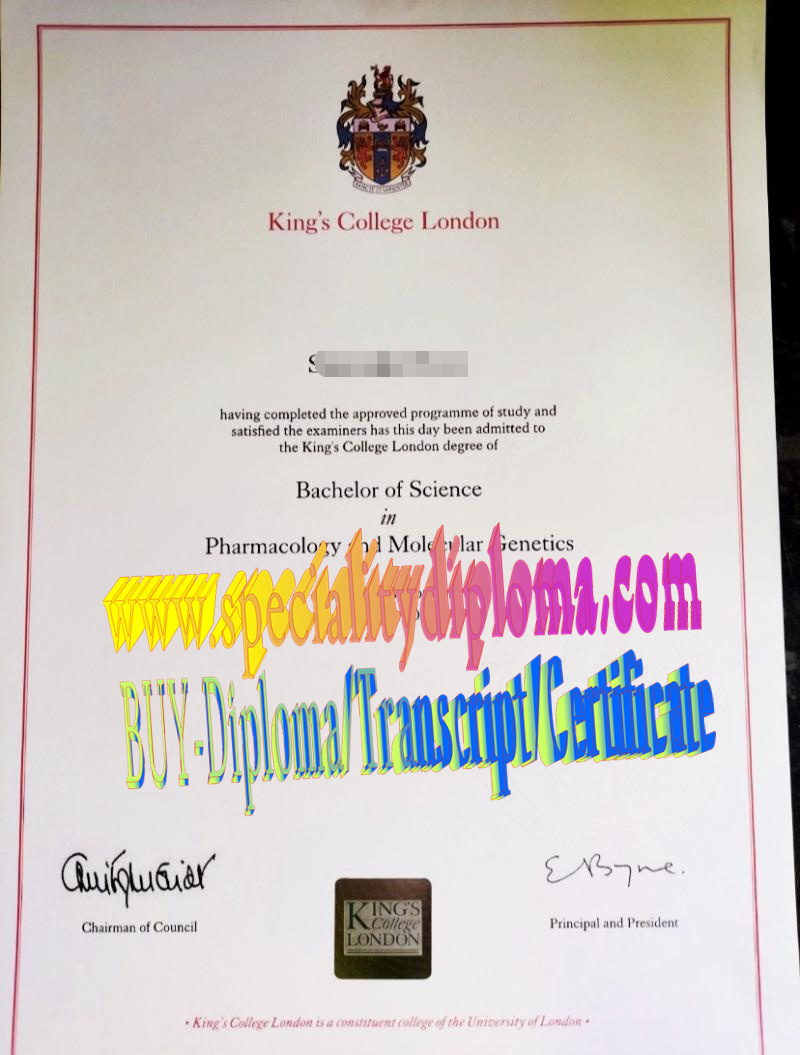 King's College London
having completed the approved programme of study and
satisfied the examiners has this day been admitted to
the King's College London degree of
Bachelor of Science
in
Pharmacology and Molecular Genetics
www.specialitydiploma.com
BUY-Diploma/Transcript/Certificate
Chairman of Council
KING'S
College
LONDON
Principal and President
• King's College London is a constituent college of the University of London •